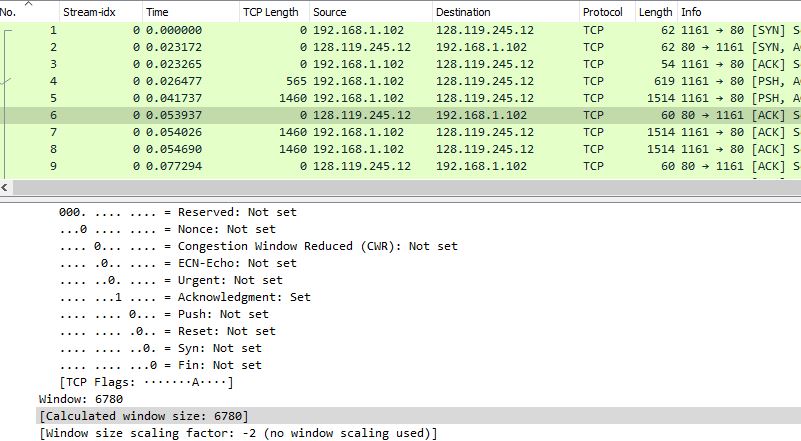 No. Stream-idx Time TCP Length Source Destination Protocol Length Info
1 0 0.000000 0 192.168.1.102 128.119.245.12 TCP 62 1161 → 80 [SYN] S
2 0 0.023172 0 128.119.245.12 192.168.1.102 TCP 62 80 → 1161 [SYN, A
3 0 0.023265 0 192.168.1.102 128.119.245.12 TCP 54 1161 → 80 [ACK] S
4 0 0.026477 565 192.168.1.102 128.119.245.12 TCP 619 1161 → 80 [PSH, A
5 0 0.041737 1460 192.168.1.102 128.119.245.12 TCP 1514 1161 → 80 [PSH, A
6 0 0.053937 0 128.119.245.12 192.168.1.102 TCP 60 80 → 1161 [ACK] S
7 0 0.054026 1460 192.168.1.102 128.119.245.12 TCP 1514 1161 → 80 [ACK] S
8 0 0.054690 1460 192.168.1.102 128.119.245.12 TCP 1514 1161 → 80 [ACK] S
9 0 0.077294 0 128.119.245.12 192.168.1.102 TCP 60 80 → 1161 [ACK] S
000. .... .... = Reserved: Not set
...0 .... .... = Nonce: Not set
.... 0... .... = Congestion Window Reduced (CWR): Not set
.... .0.. .... = ECN-Echo: Not set
.... ..0. .... = Urgent: Not set
.... ...1 .... = Acknowledgment: Set
.... .... 0... = Push: Not set
.... .... .0.. = Reset: Not set
.... .... ..0. = Syn: Not set
.... .... ...0 = Fin: Not set
[TCP Flags: ·······A····]
Window: 6780
[Calculated window size: 6780]
[Window size scaling factor: -2 (no window scaling used)]